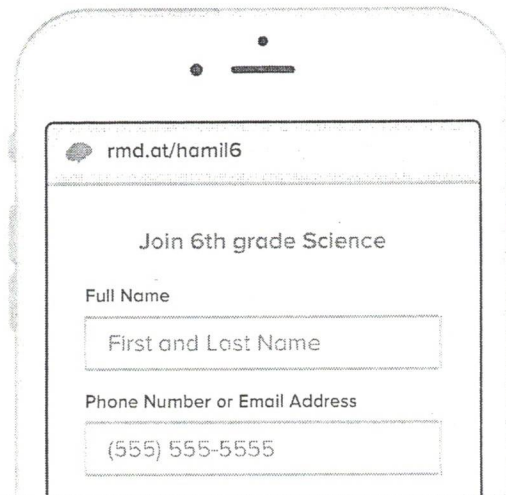 rmd.at/hamil6
Join 6th grade Science
Full Name
First and Last Name
Phone Number or Email Address
(555) 555-5555